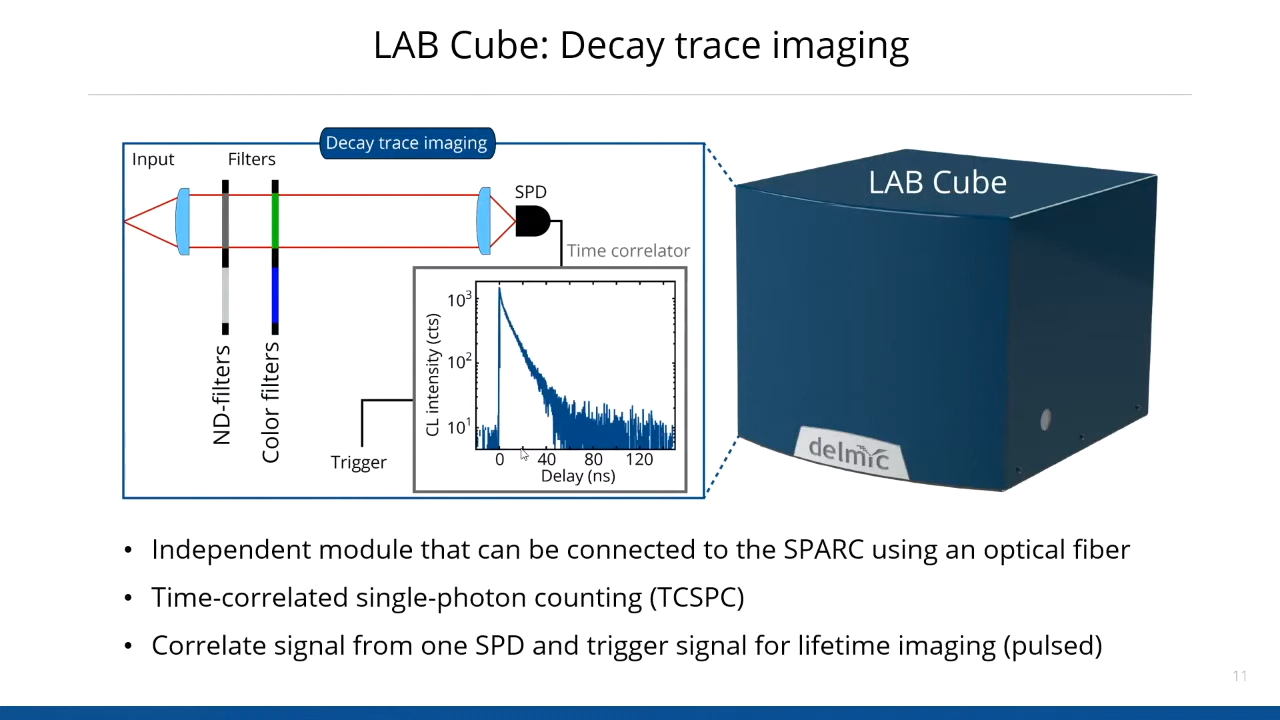 LAB Cube: Decay trace imaging
Decay trace imaging
Input
Filters
SPD
Time correlator
ND-filters
Color filters
Trigger
CL intensity (cts)
10³
10²
10¹
0 40 80 120
Delay (ns)
LAB Cube
delmic
• Independent module that can be connected to the SPARC using an optical fiber
• Time-correlated single-photon counting (TCSPC)
• Correlate signal from one SPD and trigger signal for lifetime imaging (pulsed)
11